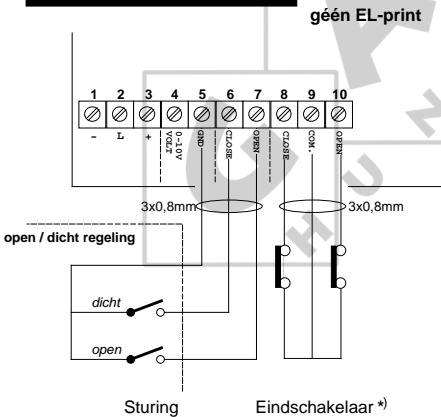 géén EL-print
1 2 3 4 5 6 7 8 9 10
- L + 0-10V VOLT GND CLOSE OPEN CLOSE COM. OPEN
3x0,8mm 3x0,8mm
open / dicht regeling
dicht
open
Sturing Eindschakelaar *)